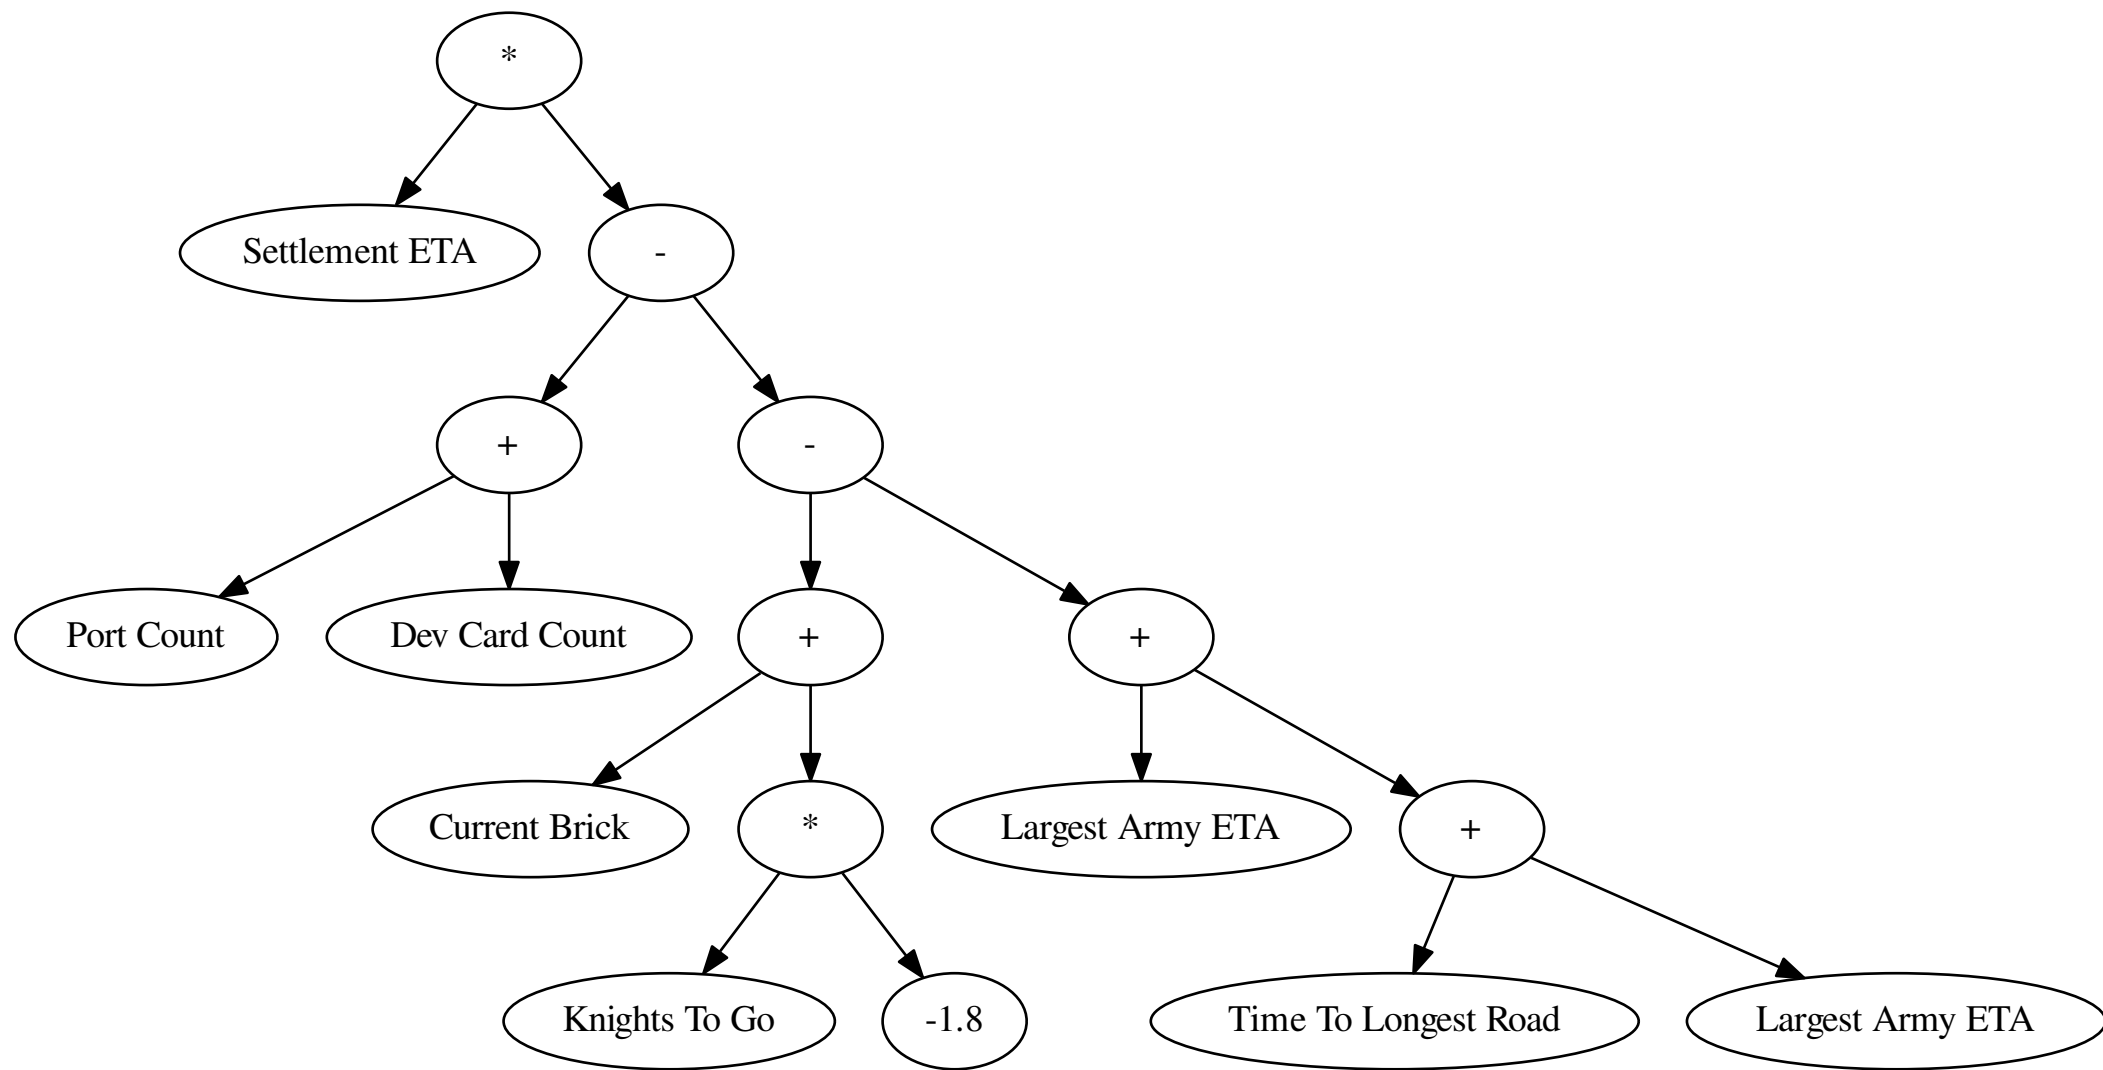 *
Settlement ETA
-
+
-
Port Count
Dev Card Count
+
+
Current Brick
*
Largest Army ETA
+
Knights To Go
-1.8
Time To Longest Road
Largest Army ETA